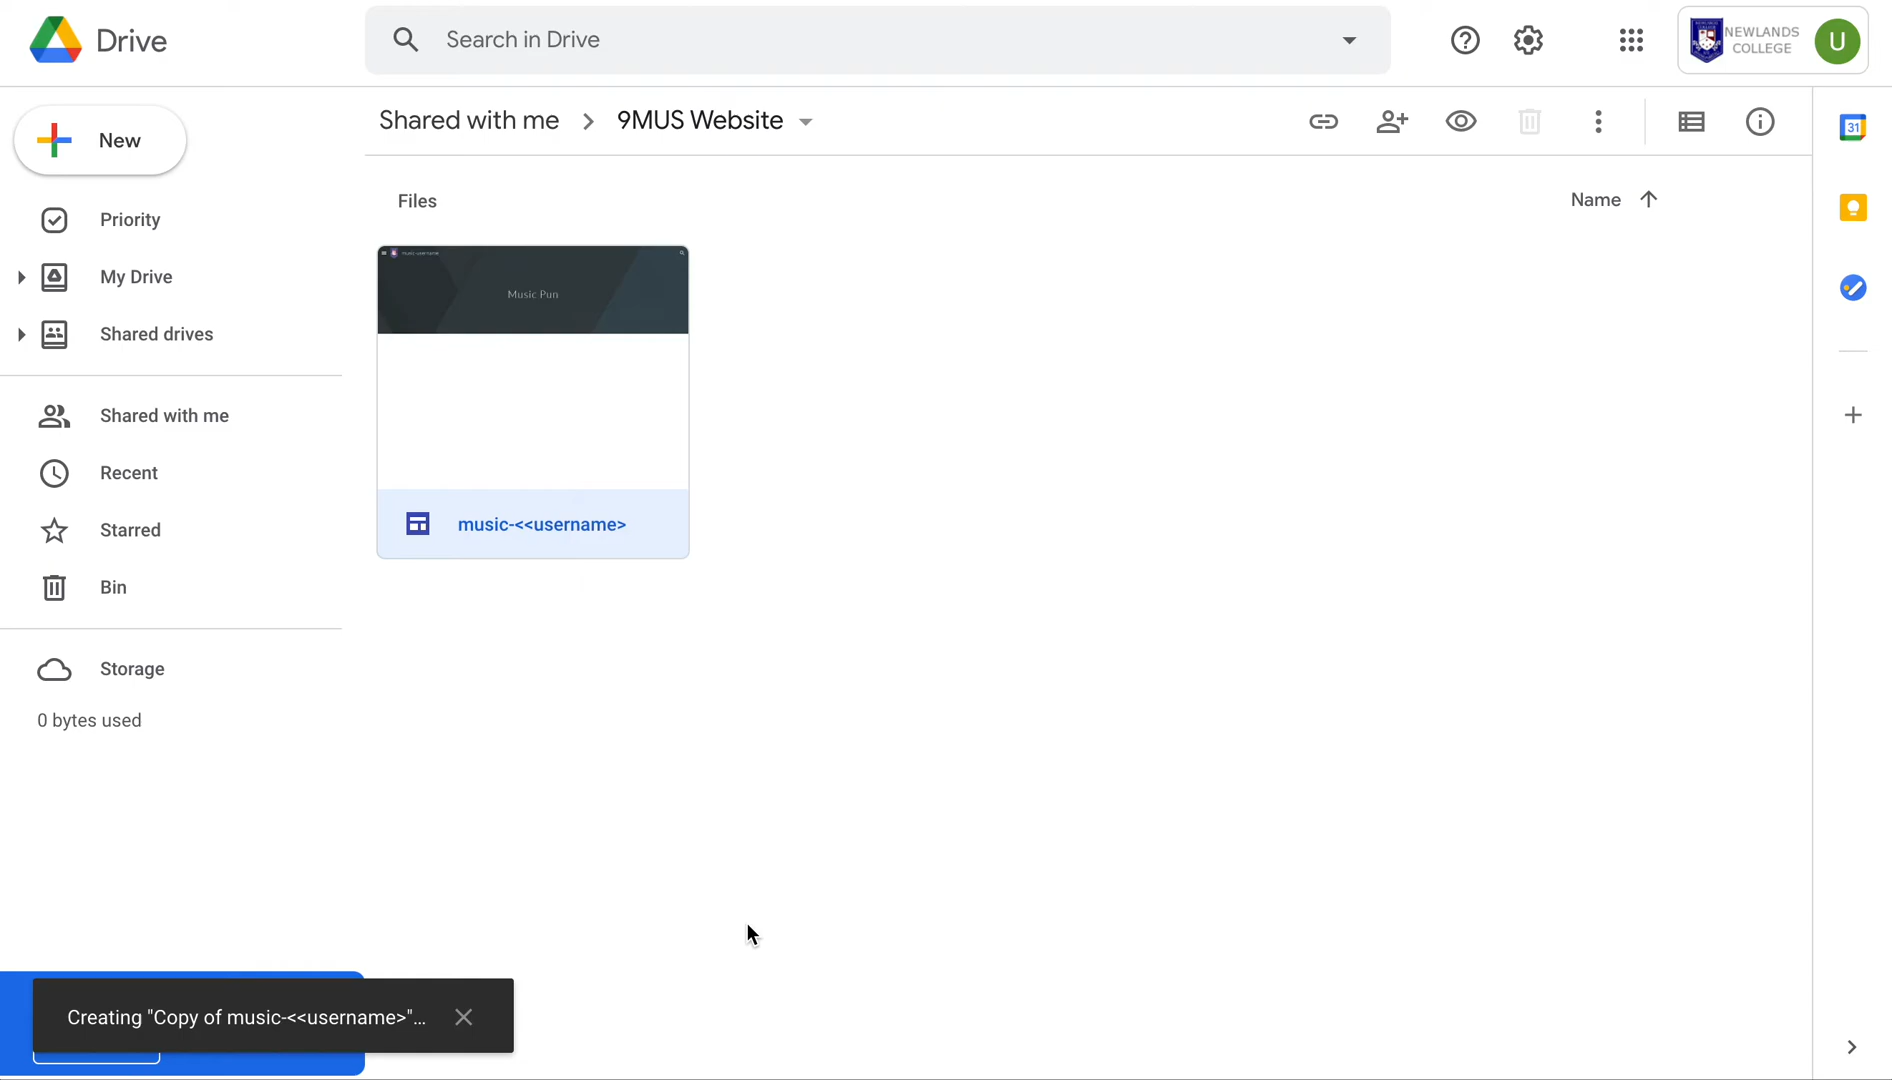 Drive
Search in Drive
NEWLANDS
COLLEGE
U
New
Shared with me
9MUS Website
31
Priority
My Drive
Shared drives
Shared with me
Recent
Starred
Bin
Storage
0 bytes used
Files
Name
Music Pun
music-<<username>
Creating "Copy of music-<<username>"...